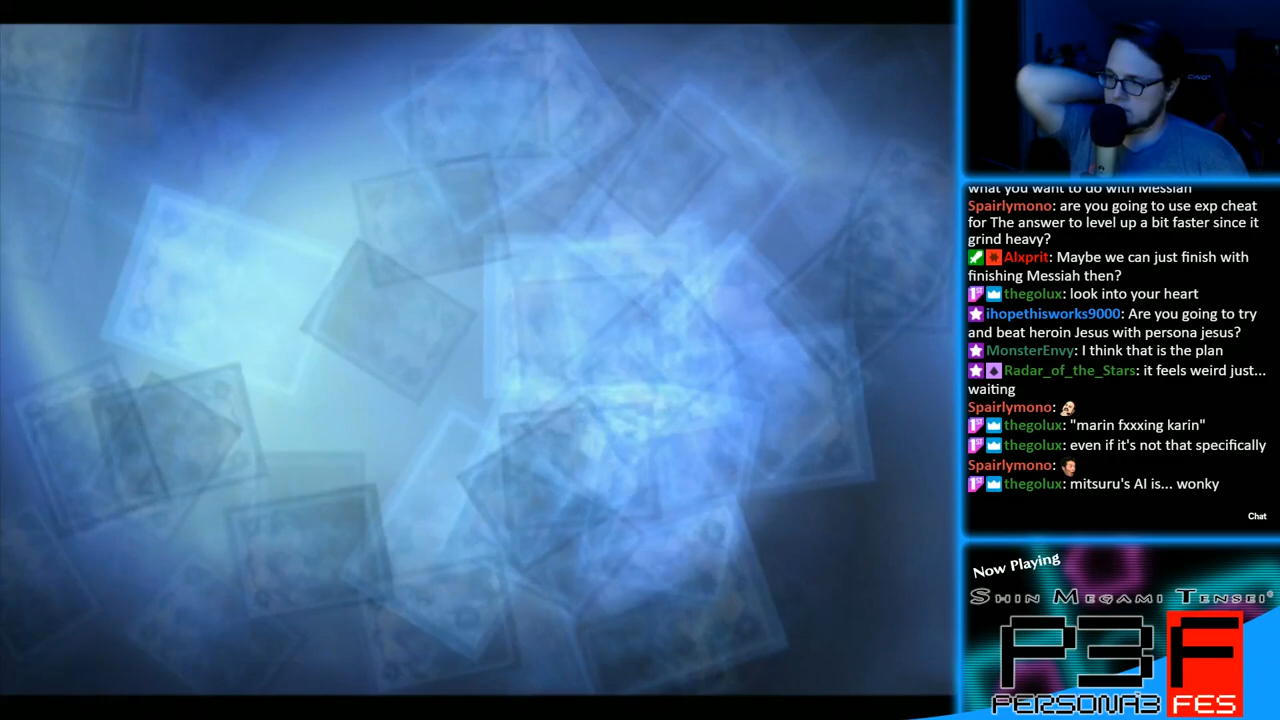 what you want to do with Messiah
Spairlymono: are you going to use exp cheat
for The answer to level up a bit faster since it
grind heavy?
Alxprit: Maybe we can just finish with
finishing Messiah then?
thegolux: look into your heart
ihopethisworks9000: Are you going to try
and beat heroin Jesus with persona jesus?
MonsterEnvy: I think that is the plan
Radar_of_the_Stars: it feels weird just...
waiting
Spairlymono:
thegolux: "marin fxxxing karin"
thegolux: even if it's not that specifically
Spairlymono:
thegolux: mitsuru's AI is... wonky
Chat
Now Playing
SHIN MEGAMI TENSEI®
P3F
PERSONA3 FES